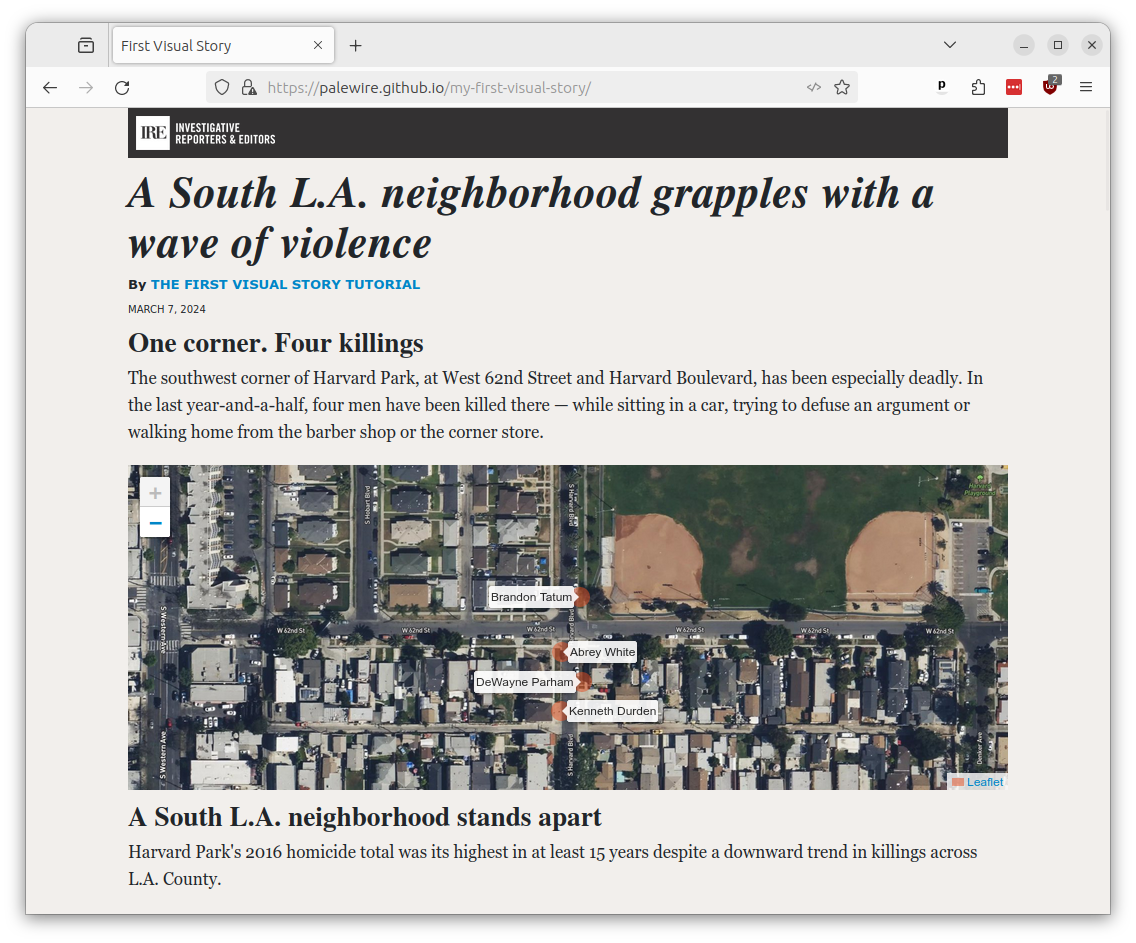 First Visual Story
https://palewire.github.io/my-first-visual-story/
p
2
IRE INVESTIGATIVE
REPORTERS & EDITORS
A South L.A. neighborhood grapples with a
wave of violence
By THE FIRST VISUAL STORY TUTORIAL
MARCH 7, 2024
One corner. Four killings
The southwest corner of Harvard Park, at West 62nd Street and Harvard Boulevard, has been especially deadly. In
the last year-and-a-half, four men have been killed there — while sitting in a car, trying to defuse an argument or
walking home from the barber shop or the corner store.
+
−
S Hobart Blvd
S Harvard Blvd
Harvard
Playground
Brandon Tatum
S Western Ave
W 62nd St
W 62nd St
W 62nd St
W 62nd St
W 62nd St
W 62nd St
Abrey White
DeWayne Parham
Kenneth Durden
S Western Ave
S Harvard Blvd
Denker Ave
Leaflet
A South L.A. neighborhood stands apart
Harvard Park's 2016 homicide total was its highest in at least 15 years despite a downward trend in killings across
L.A. County.